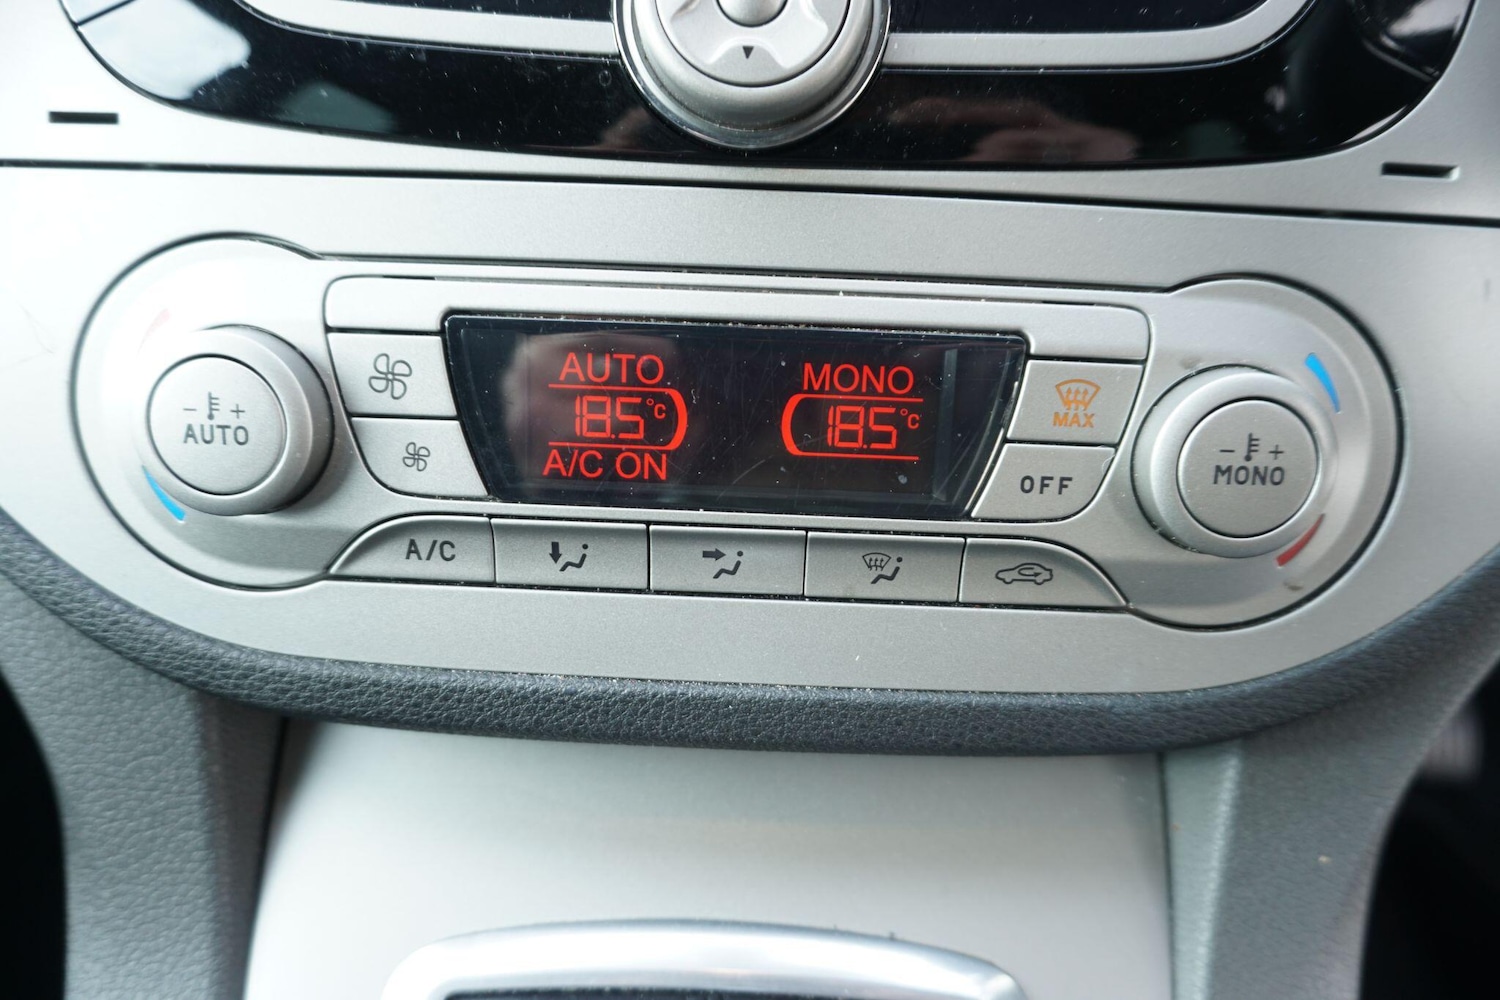 AUTO
18.5°C
A/C ON
MONO
18.5°C
- +
AUTO
MAX
OFF
- +
MONO
A/C